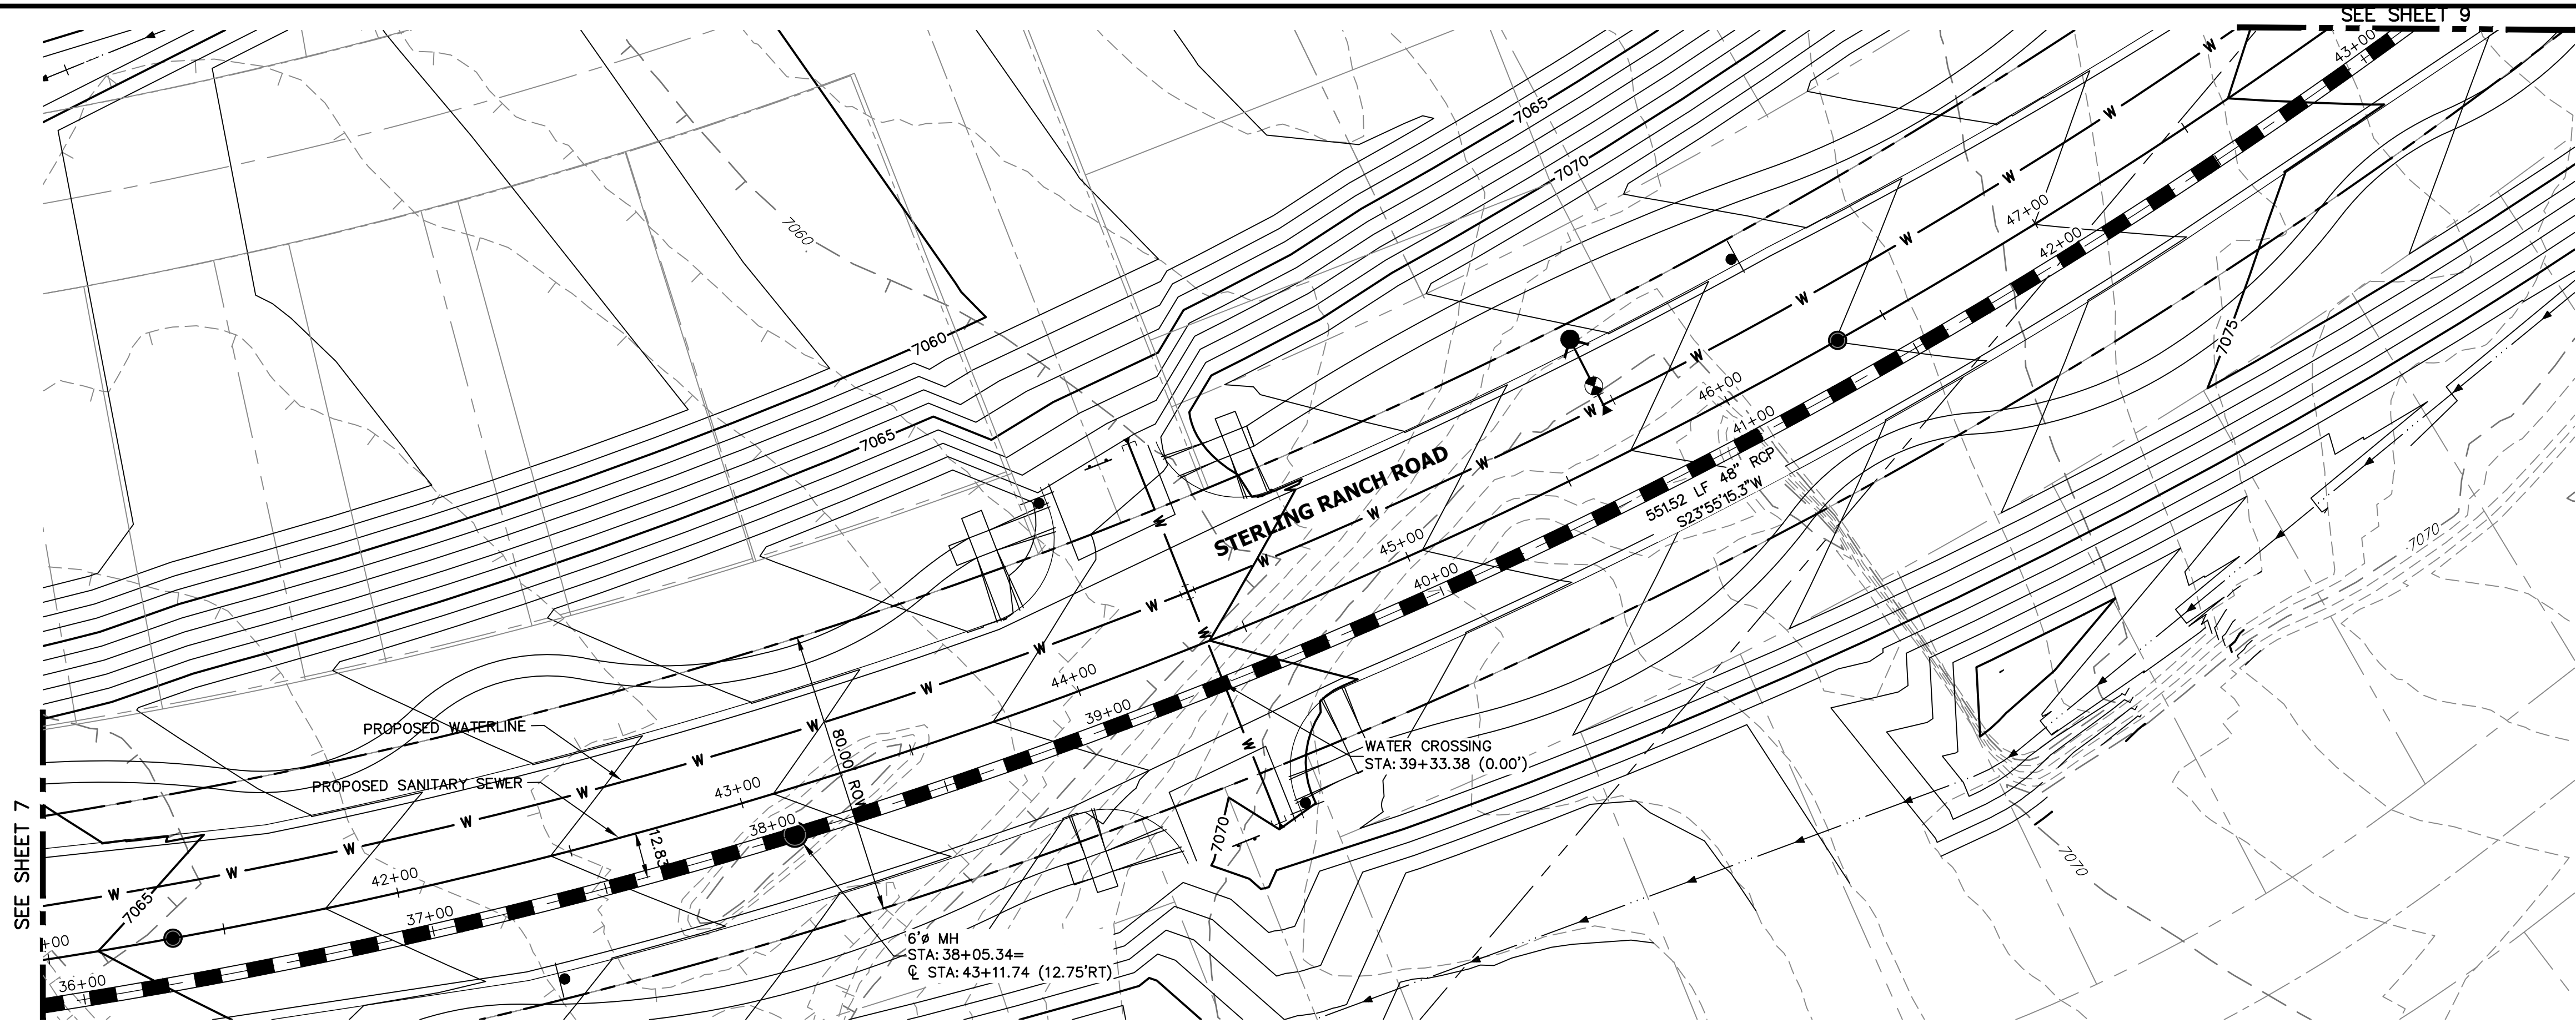 SEE SHEET 9
43+00
7065
7070
7060
47+00
42+00
7060
7075
46+00
41+00
7065
STERLING RANCH ROAD
551.52 LF 48" RCP
S23°55'15.3"W
45+00
40+00
7070
44+00
39+00
PROPOSED WATERLINE
80.00' ROW
WATER CROSSING
STA: 39+33.38 (0.00')
PROPOSED SANITARY SEWER
43+00
38+00
12.83'
7070
7070
SEE SHEET 7
42+00
7065
37+00
+00
36+00
6'ø MH
STA: 38+05.34=
℄ STA: 43+11.74 (12.75'RT)
W W W W W W W W W W W W W W W W W W W W
W W W